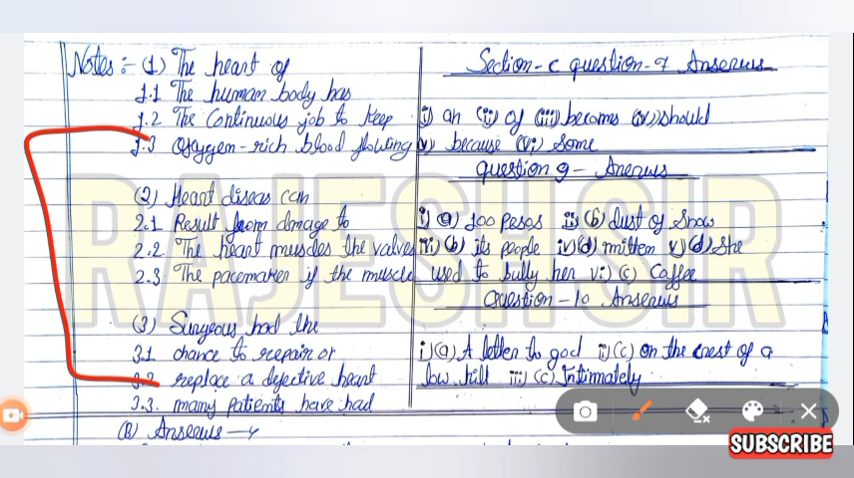 Notes :- (1) The heart of
1.1 The human body has
1.2 The Continuous job to keep
1.3 Oxygen-rich blood flowing
(2) Heart diseas can
2.1 Result from damage to
2.2 The heart muscles the valves
2.3 The pacemaker if the muscle
(3) Surgeous had the
3.1 chance to repair or
3.2 replace a defective heart
3.3. many patients have had
(B) Answers - 4
Section-c question-7 Answers
i) an (ii) of (iii) becomes (iv) should
v) because (vi) Some
question 9 - Answers
i) (a) 100 pesos ii) (b) dust of snow
iii) (b) its people iv) (d) mitten v) (d) She
used to bully her vi) (c) Coffee
Question-10 Answers
i) (a) A letter to god ii) (c) on the crest of a
low hill iii) (c) Intimately
RAJESH SIR
SUBSCRIBE